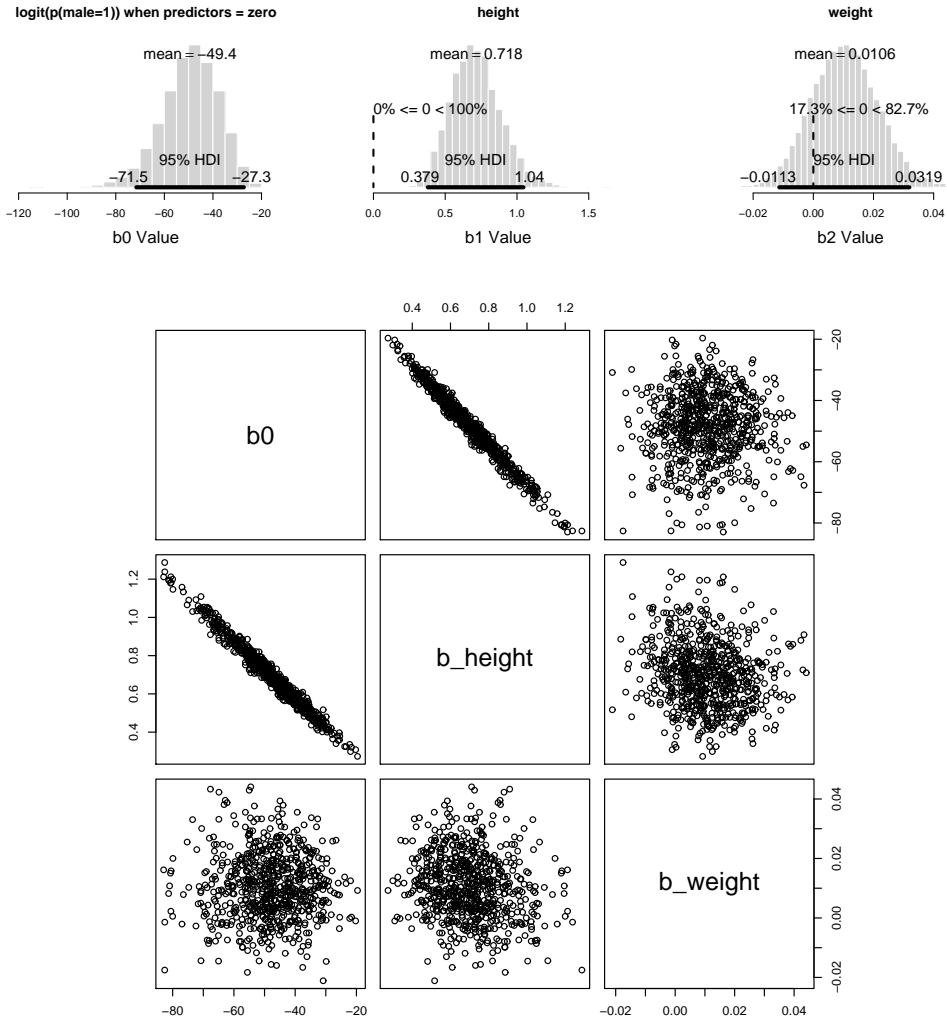 logit(p(male=1)) when predictors = zero
mean = −49.4
95% HDI
−71.5 −27.3
−120 −100 −80 −60 −40 −20
b0 Value
height
mean = 0.718
0% <= 0 < 100%
95% HDI
0.379 1.04
0.0 0.5 1.0 1.5
b1 Value
weight
mean = 0.0106
17.3% <= 0 < 82.7%
95% HDI
−0.0113 0.0319
−0.02 0.00 0.02 0.04
b2 Value
0.4 0.6 0.8 1.0 1.2
b0
−20
−40
−60
−80
1.2
1.0
0.8
0.6
0.4
b_height
b_weight
0.04
0.02
0.00
−0.02
−80 −60 −40 −20
−0.02 0.00 0.02 0.04